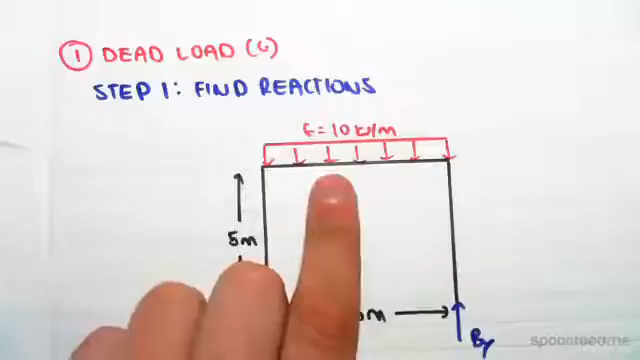 ① DEAD LOAD (G)
STEP 1: FIND REACTIONS
G = 10 kN/m
5m
m
By
spoonfeedme